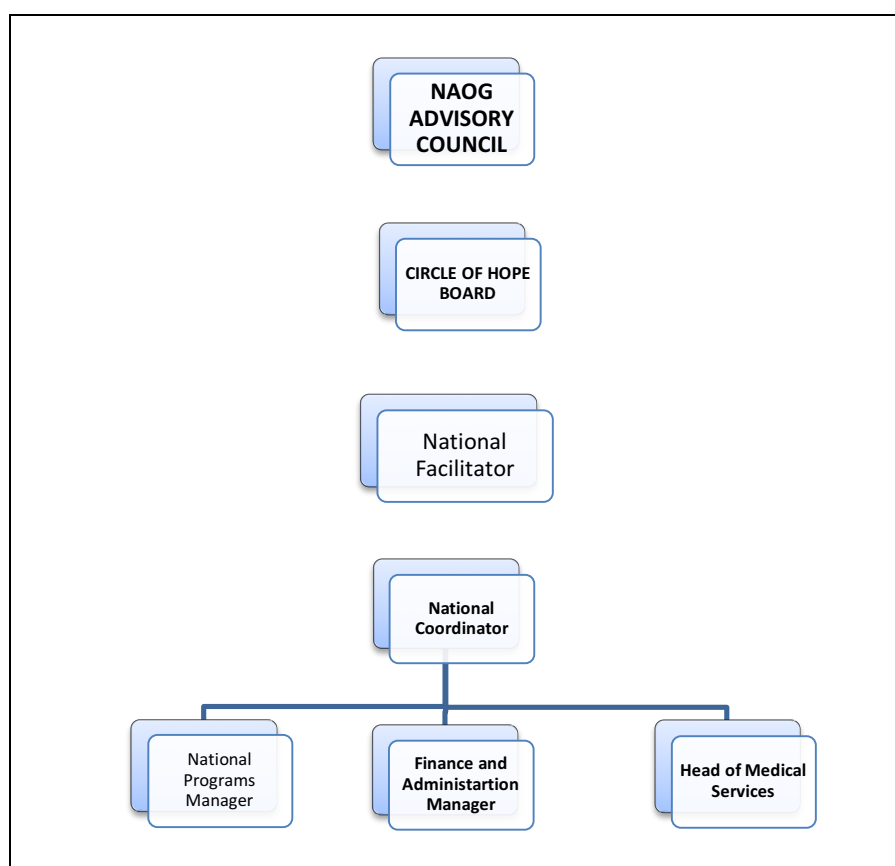 NAOG
ADVISORY
COUNCIL
CIRCLE OF HOPE
BOARD
National
Facilitator
National
Coordinator
National
Programs
Manager
Finance and
Administartion
Manager
Head of Medical
Services